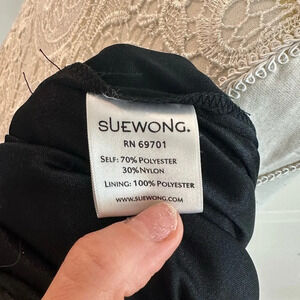 SUEWONG.
RN 69701
SELF: 70% POLYESTER
30%NYLON
LINING: 100% POLYESTER
WWW.SUEWONG.COM